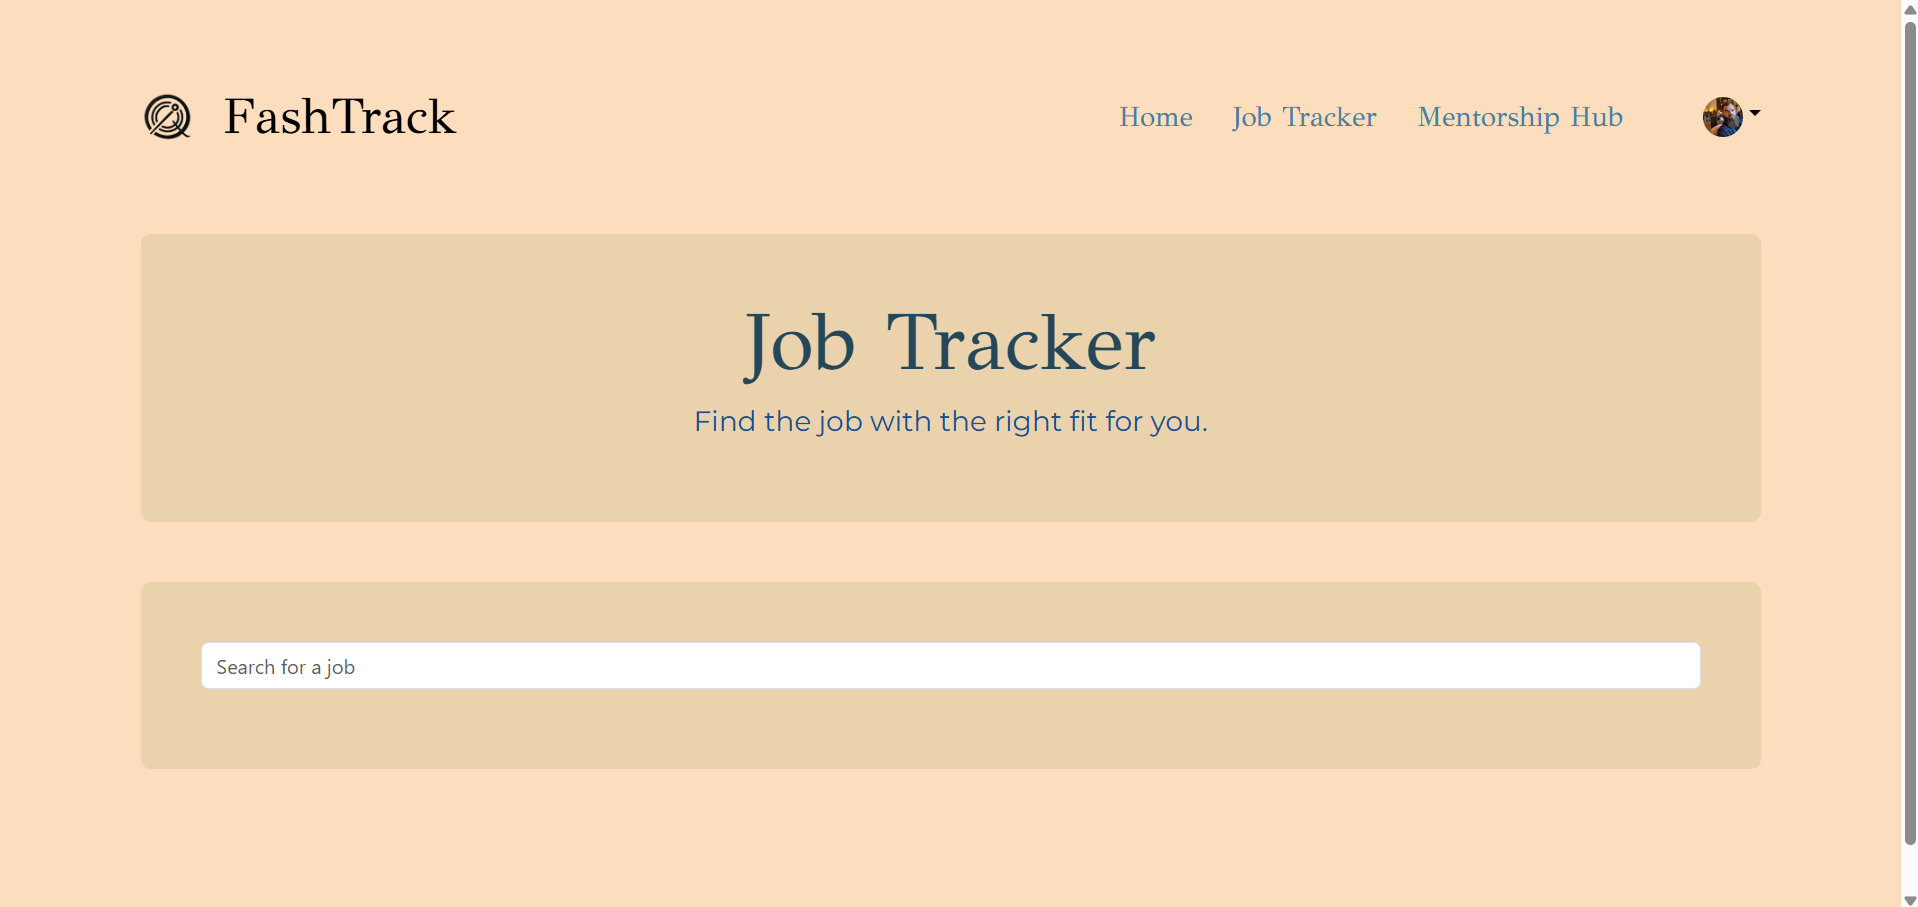 FashTrack
Home Job Tracker Mentorship Hub
Job Tracker
Find the job with the right fit for you.
Search for a job